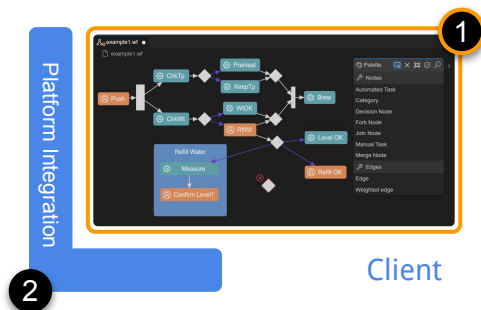 1
example1.wf
example1.wf
Palette
Nodes
Automated Task
Category
Decision Node
Fork Node
Join Node
Manual Task
Merge Node
Edges
Edge
Weighted edge
Push
ChkTp
PreHeat
KeepTp
Brew
ChkWt
WtOK
RflWt
Level OK
Refill OK
Refill Water
Measure
Confirm Level1
Platform Integration
2
Client